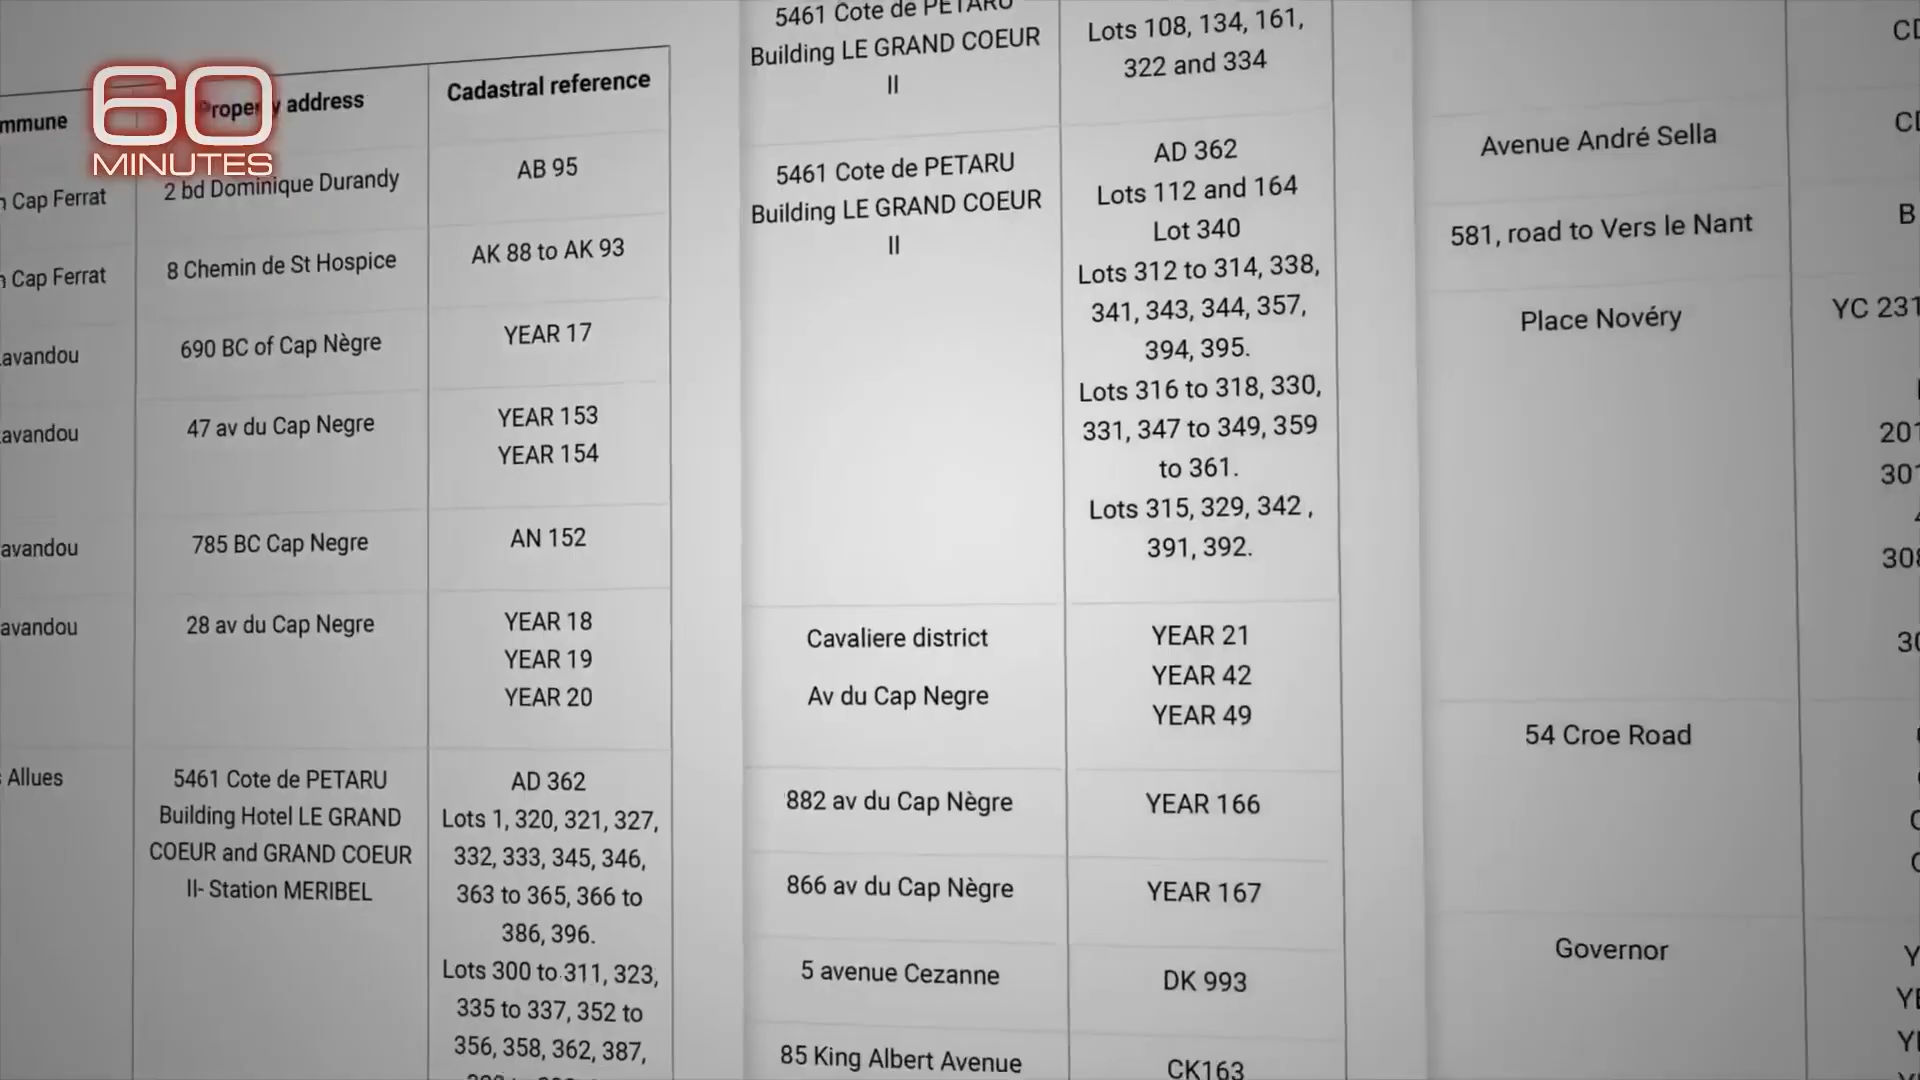 60
MINUTES
mmune
Property address
Cadastral reference
Cap Ferrat
2 bd Dominique Durandy
AB 95
Cap Ferrat
8 Chemin de St Hospice
AK 88 to AK 93
avandou
690 BC of Cap Nègre
YEAR 17
avandou
47 av du Cap Negre
YEAR 153
YEAR 154
avandou
785 BC Cap Negre
AN 152
avandou
28 av du Cap Negre
YEAR 18
YEAR 19
YEAR 20
Allues
5461 Cote de PETARU
Building Hotel LE GRAND
COEUR and GRAND COEUR
II- Station MERIBEL
AD 362
Lots 1, 320, 321, 327,
332, 333, 345, 346,
363 to 365, 366 to
386, 396.
Lots 300 to 311, 323,
335 to 337, 352 to
356, 358, 362, 387,
5461 Cote de PETARU
Building LE GRAND COEUR
II
Lots 108, 134, 161,
322 and 334
5461 Cote de PETARU
Building LE GRAND COEUR
II
AD 362
Lots 112 and 164
Lot 340
Lots 312 to 314, 338,
341, 343, 344, 357,
394, 395.
Lots 316 to 318, 330,
331, 347 to 349, 359
to 361.
Lots 315, 329, 342 ,
391, 392.
Cavaliere district
Av du Cap Negre
YEAR 21
YEAR 42
YEAR 49
882 av du Cap Nègre
YEAR 166
866 av du Cap Nègre
YEAR 167
5 avenue Cezanne
DK 993
85 King Albert Avenue
CK163
Avenue André Sella
581, road to Vers le Nant
B
Place Novéry
YC 231
201
301
308
30
54 Croe Road
Governor